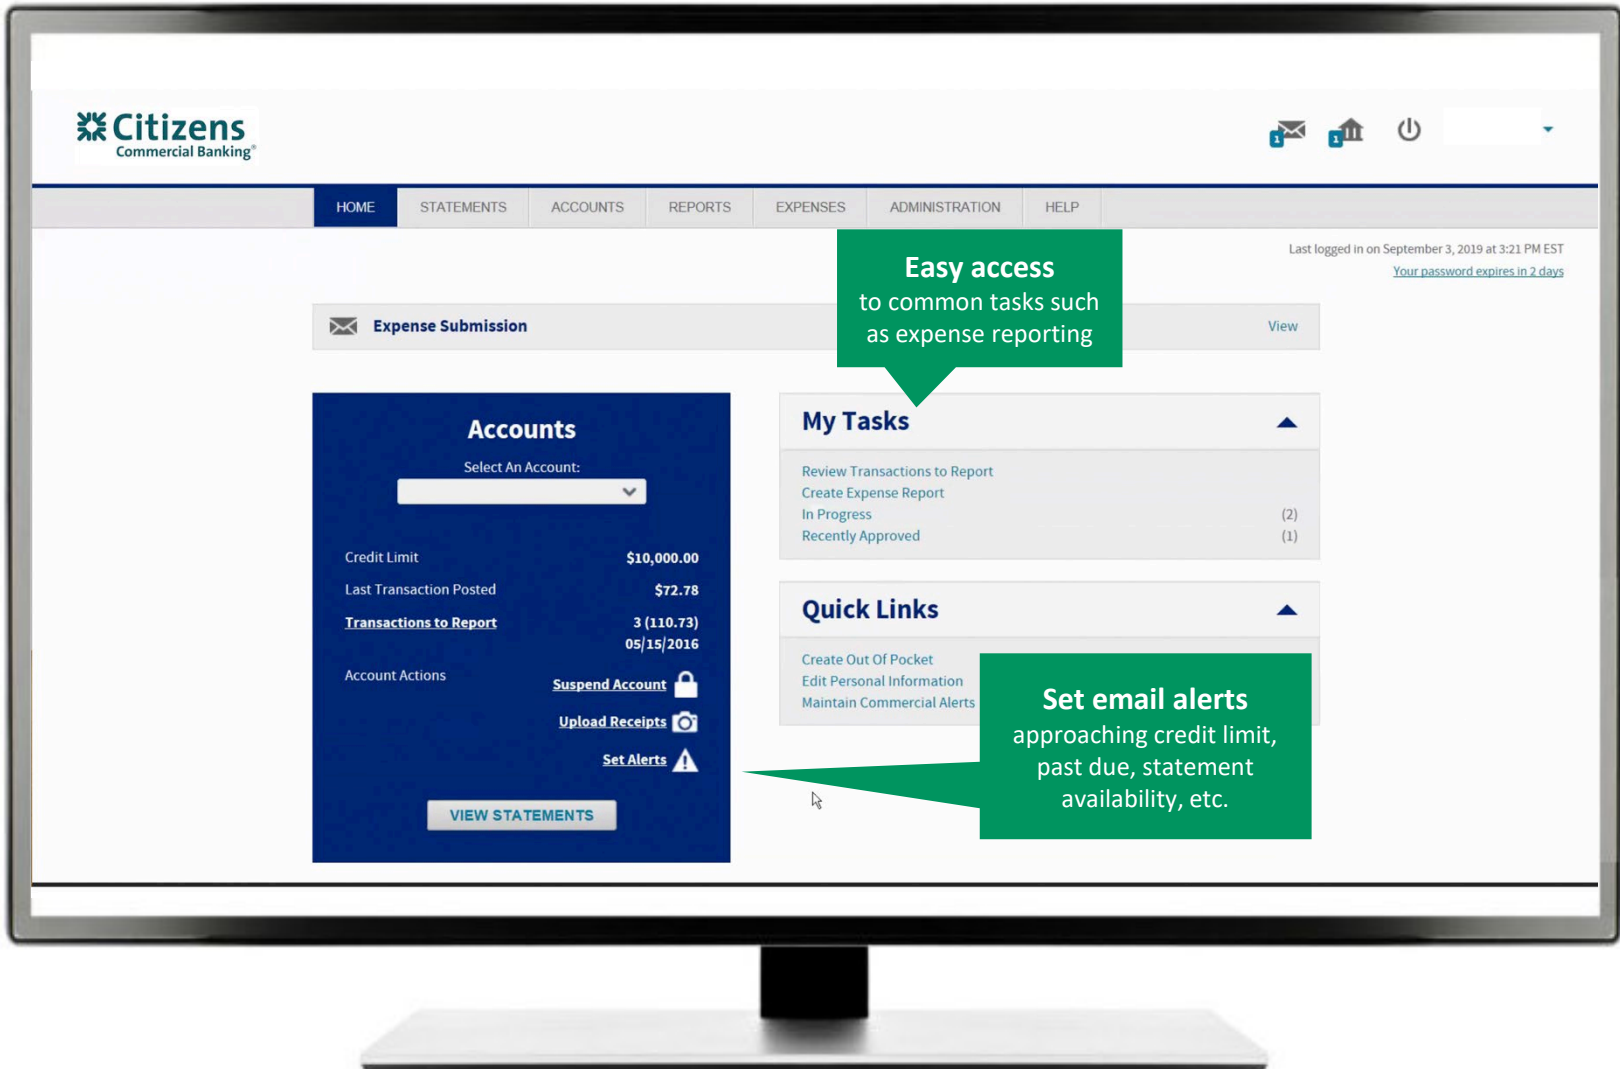 Citizens
Commercial Banking®
1
1
HOME STATEMENTS ACCOUNTS REPORTS EXPENSES ADMINISTRATION HELP
Last logged in on September 3, 2019 at 3:21 PM EST
Your password expires in 2 days
Easy access
to common tasks such
as expense reporting
Expense Submission
View
Accounts
Select An Account:
Credit Limit $10,000.00
Last Transaction Posted $72.78
Transactions to Report 3 (110.73)
05/15/2016
Account Actions Suspend Account
Upload Receipts
Set Alerts
VIEW STATEMENTS
My Tasks
Review Transactions to Report
Create Expense Report
In Progress (2)
Recently Approved (1)
Quick Links
Create Out Of Pocket
Edit Personal Information
Maintain Commercial Alerts
Set email alerts
approaching credit limit,
past due, statement
availability, etc.